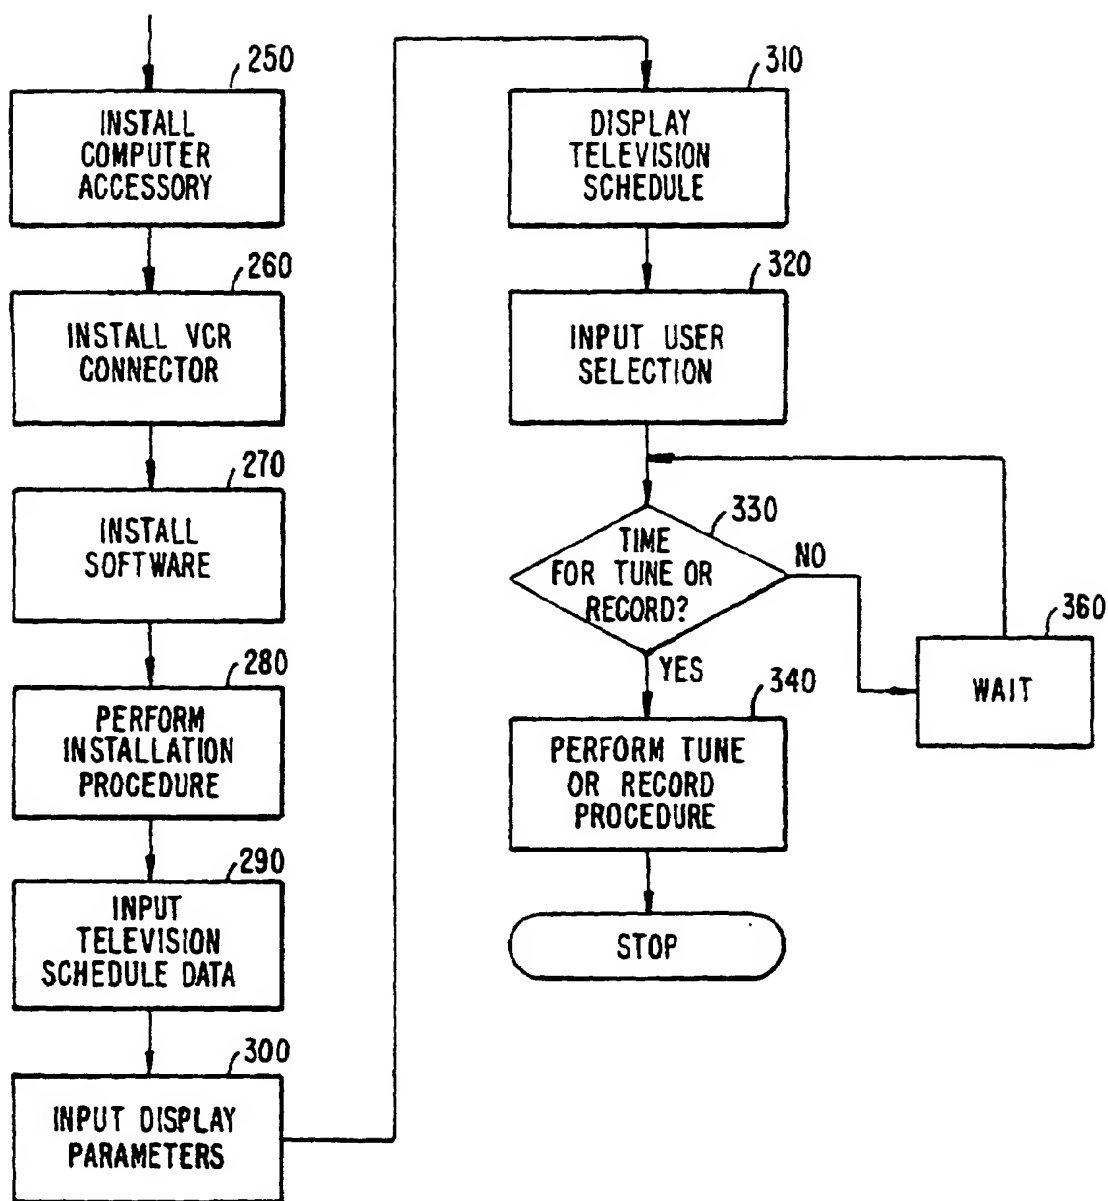 250
INSTALL
COMPUTER
ACCESSORY
260
INSTALL VCR
CONNECTOR
270
INSTALL
SOFTWARE
280
PERFORM
INSTALLATION
PROCEDURE
290
INPUT
TELEVISION
SCHEDULE DATA
300
INPUT DISPLAY
PARAMETERS
310
DISPLAY
TELEVISION
SCHEDULE
320
INPUT USER
SELECTION
330
TIME
FOR TUNE OR
RECORD?
NO
YES
360
WAIT
340
PERFORM TUNE
OR RECORD
PROCEDURE
STOP